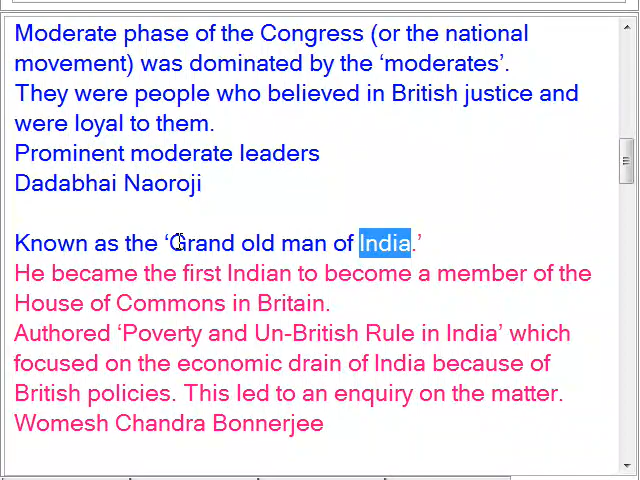 Moderate phase of the Congress (or the national
movement) was dominated by the ‘moderates’.
They were people who believed in British justice and
were loyal to them.
Prominent moderate leaders
Dadabhai Naoroji
Known as the ‘Grand old man of India.’
He became the first Indian to become a member of the
House of Commons in Britain.
Authored ‘Poverty and Un-British Rule in India’ which
focused on the economic drain of India because of
British policies. This led to an enquiry on the matter.
Womesh Chandra Bonnerjee